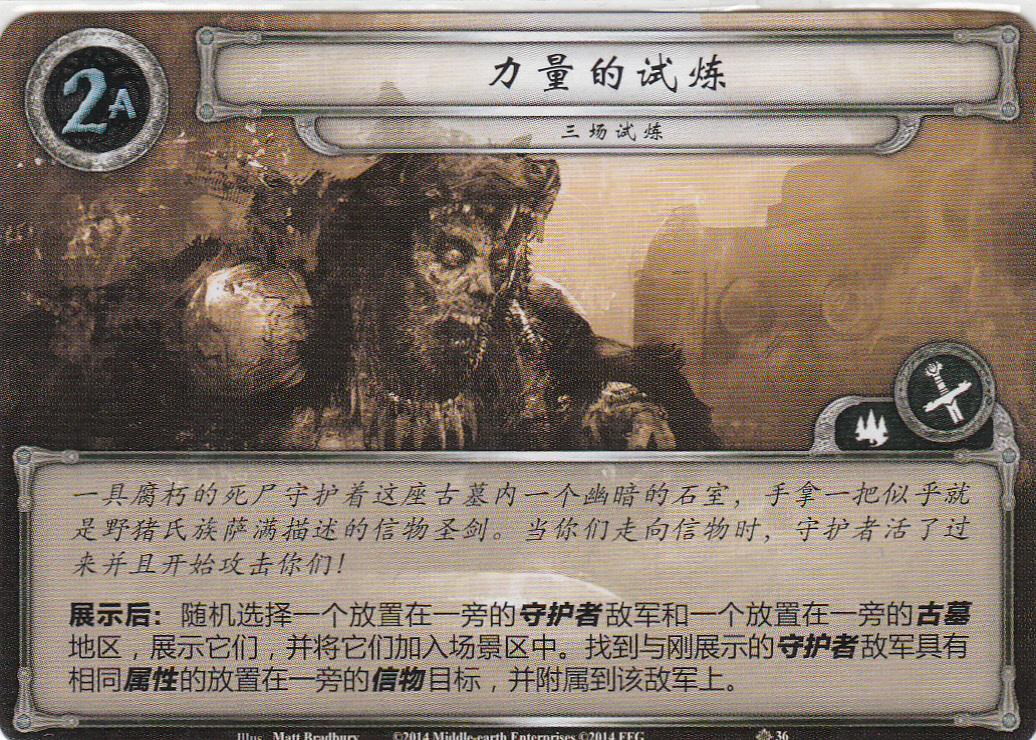 2A
力量的试炼
三场试炼
一具腐朽的死尸守护着这座古墓内一个幽暗的石室，手拿一把似乎就
是野猪氏族萨满描述的信物圣剑。当你们走向信物时，守护者活了过
来并且开始攻击你们！
展示后：随机选择一个放置在一旁的守护者敌军和一个放置在一旁的古墓
地区，展示它们，并将它们加入场景区中。找到与刚展示的守护者敌军具有
相同属性的放置在一旁的信物目标，并附属到该敌军上。
Illus. Matt Bradbury ©2014 Middle-earth Enterprises ©2014 FFG 36